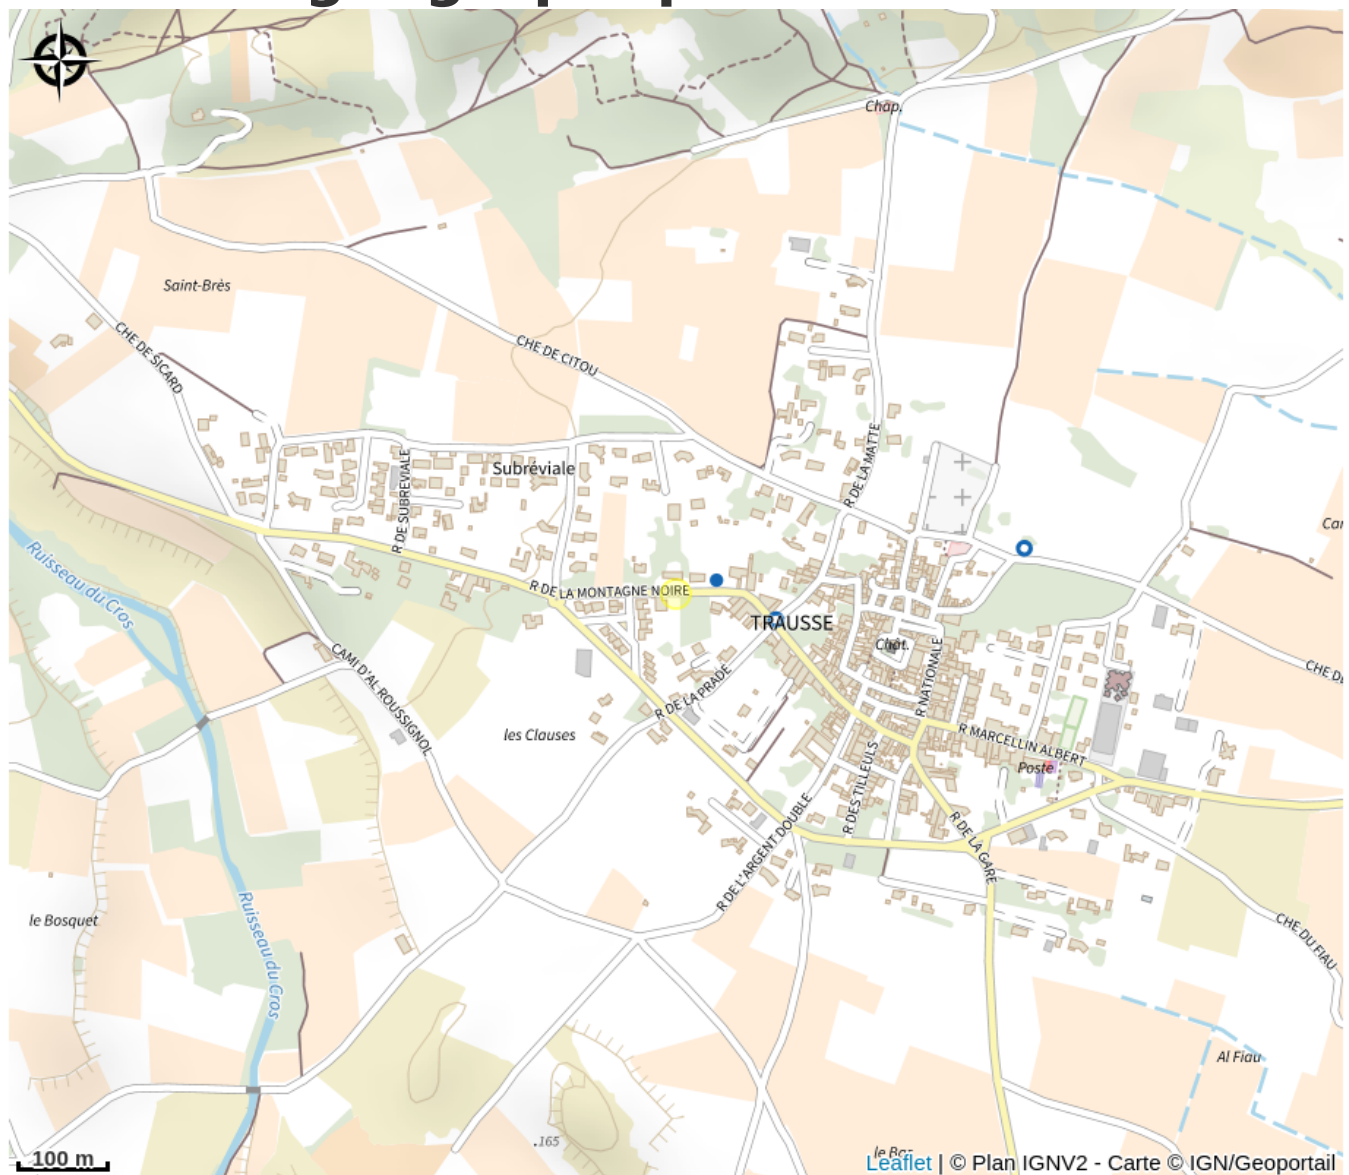 Chap.
Saint-Brès
CHE DE SICARD
CHE DE CITOU
R DE LA MATTE
Subréviale
R DE SUBREVIALE
Ruisseau du Cros
R DE LA MONTAGNE NOIRE
TRAUSSE
Chât.
R NATIONALE
CAMI D'AL ROUSSIGNOL
R DE LA PRADE
les Clauses
R MARCELLIN ALBERT
Poste
R DES TILLEULS
R DE L'ARGENT DOUBLE
R DE LA GARE
le Bosquet
Ruisseau du Cros
CHE DU FIAU
Al Fiau
.165
100 m
Leaflet | © Plan IGNV2 - Carte © IGN/Geoportail